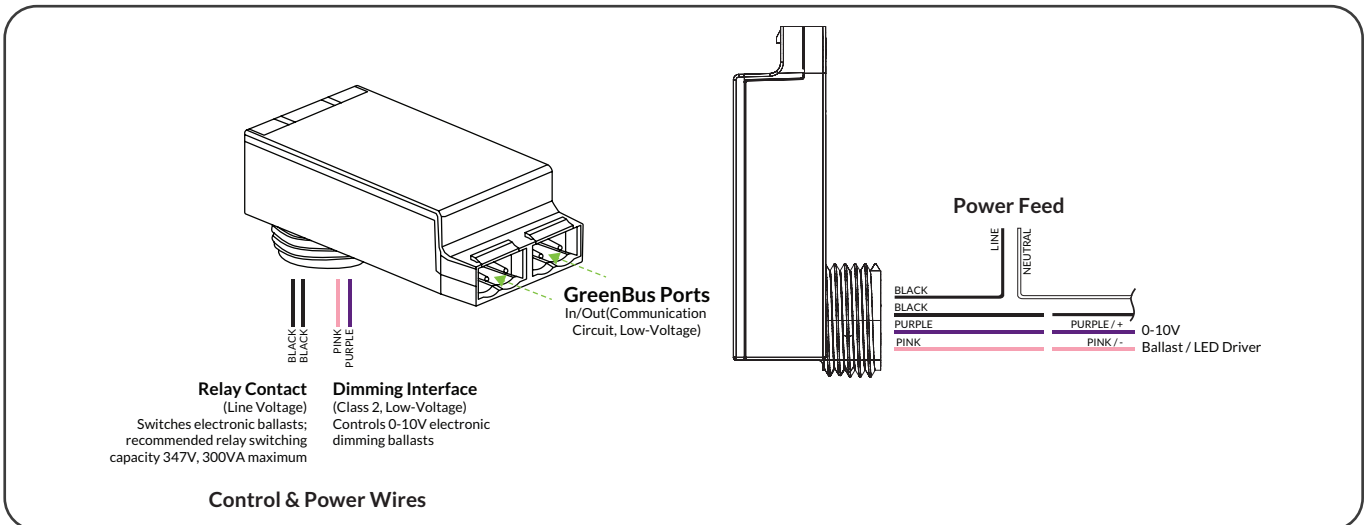 GreenBus Ports
In/Out(Communication
Circuit, Low-Voltage)
BLACK
BLACK
PINK
PURPLE
Relay Contact
(Line Voltage)
Switches electronic ballasts;
recommended relay switching
capacity 347V, 300VA maximum
Dimming Interface
(Class 2, Low-Voltage)
Controls 0-10V electronic
dimming ballasts
Control & Power Wires
Power Feed
LINE
NEUTRAL
BLACK
BLACK
PURPLE
PINK
PURPLE / +
PINK / -
0-10V
Ballast / LED Driver